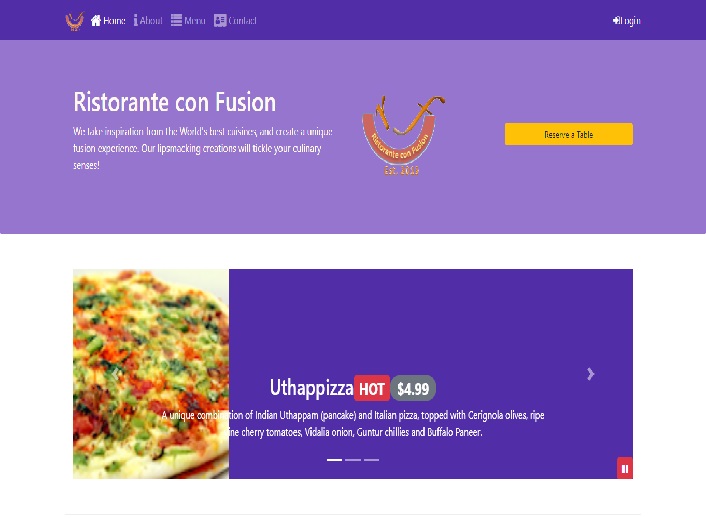 Home About Menu Contact Login
Ristorante con Fusion
We take inspiration from the World's best cuisines, and create a unique
fusion experience. Our lipsmacking creations will tickle your culinary
senses!
Ristorante con Fusion
Reserve a Table
Uthappizza HOT $4.99
A unique combination of Indian Uthappam (pancake) and Italian pizza, topped with Cerignola olives, ripe
ine cherry tomatoes, Vidalia onion, Guntur chillies and Buffalo Paneer.